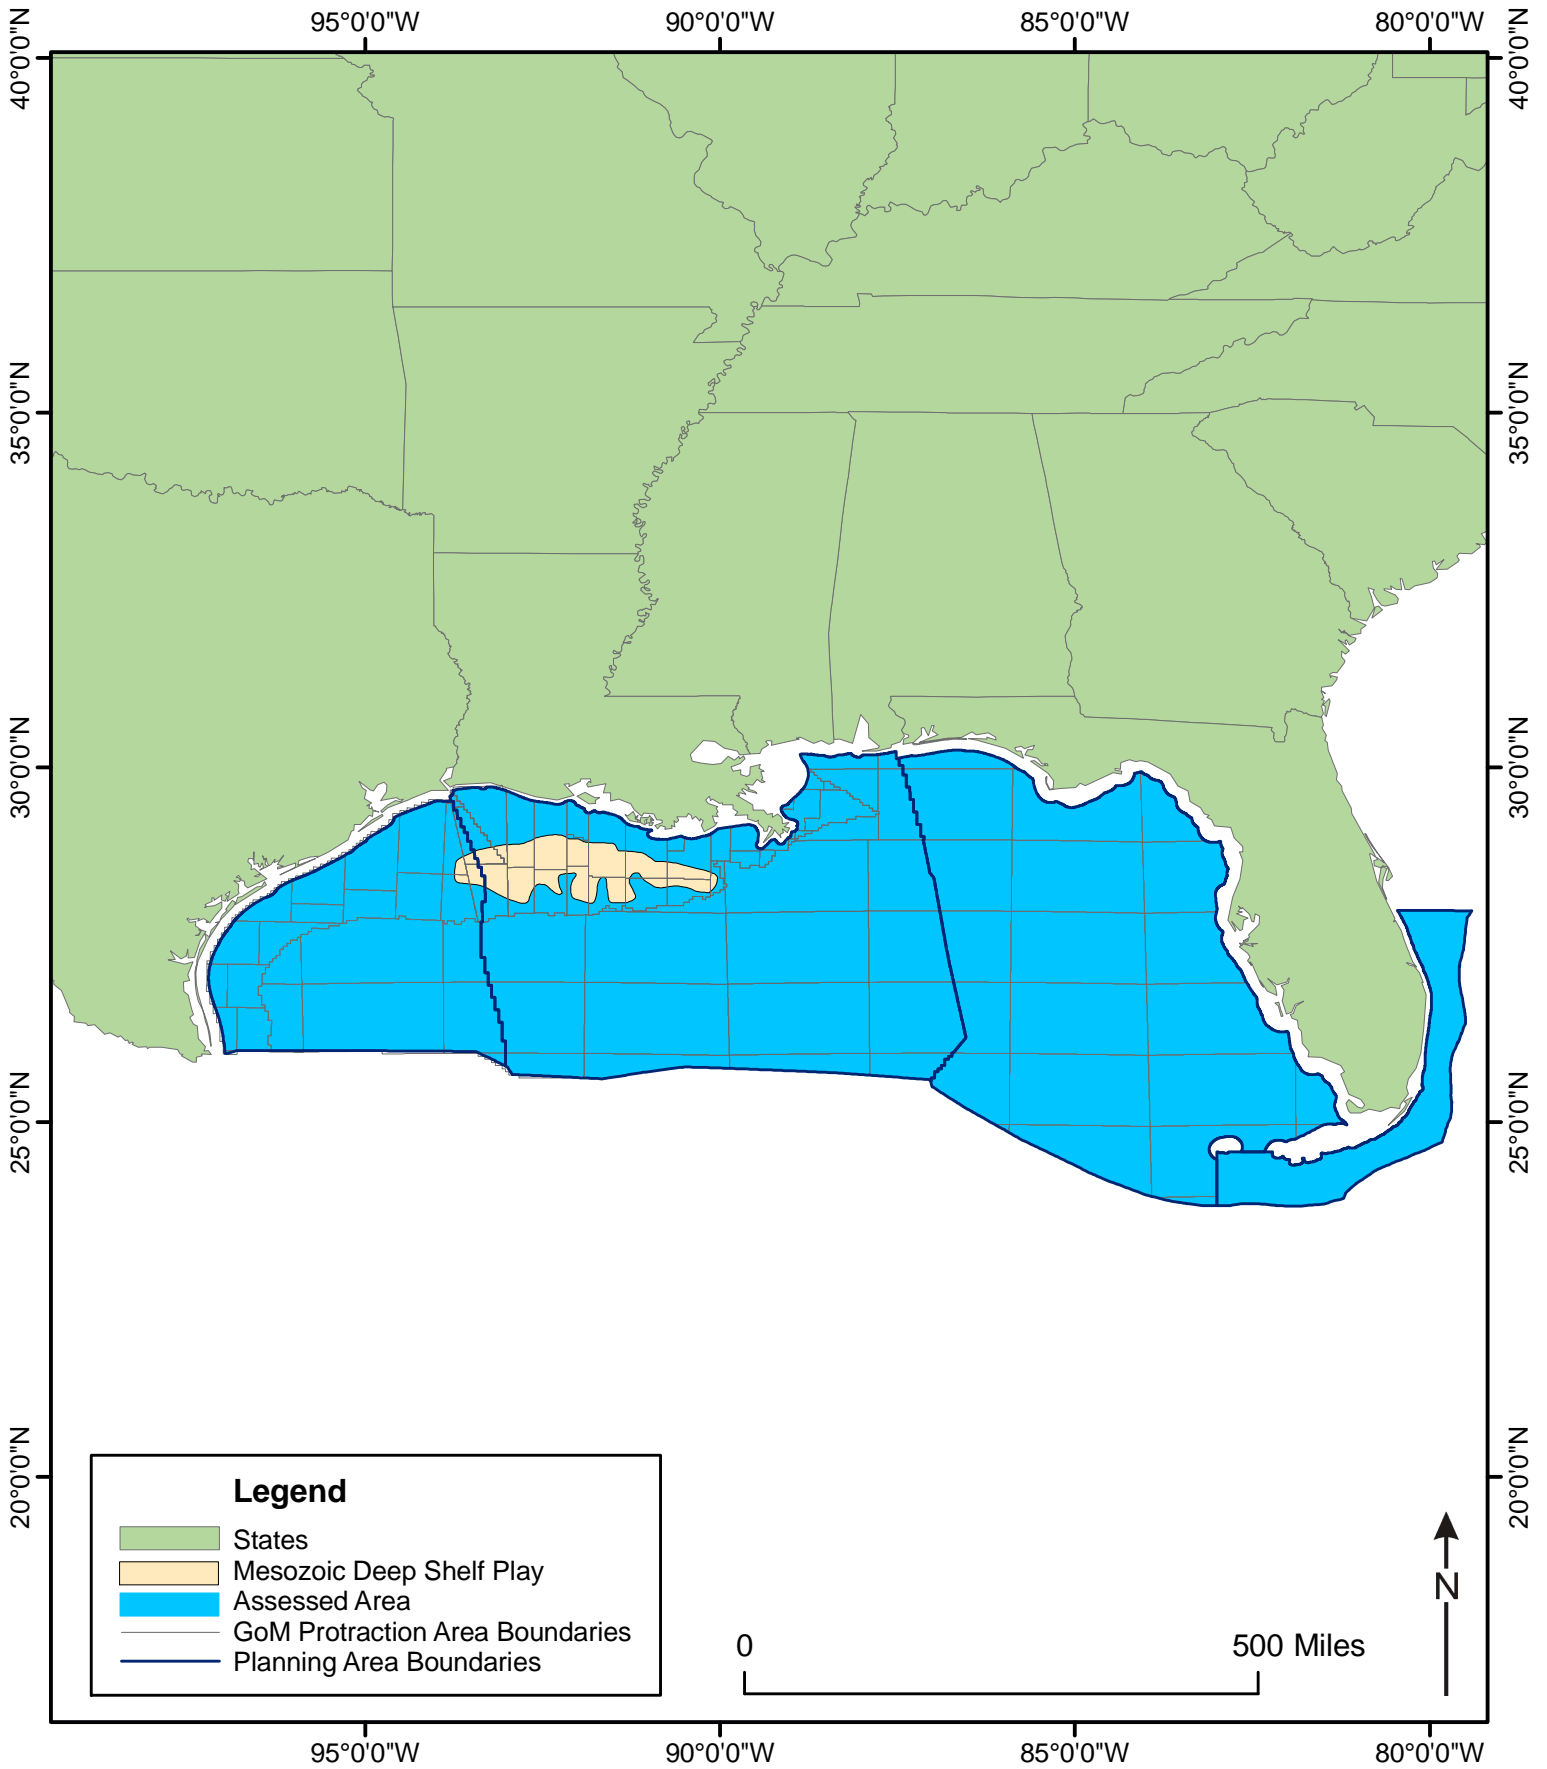 95°0'0"W 90°0'0"W 85°0'0"W 80°0'0"W
40°0'0"N 40°0'0"N
35°0'0"N 35°0'0"N
30°0'0"N 30°0'0"N
25°0'0"N 25°0'0"N
20°0'0"N 20°0'0"N
Legend
States
Mesozoic Deep Shelf Play
Assessed Area
GoM Protraction Area Boundaries
Planning Area Boundaries
0 500 Miles
N
95°0'0"W 90°0'0"W 85°0'0"W 80°0'0"W